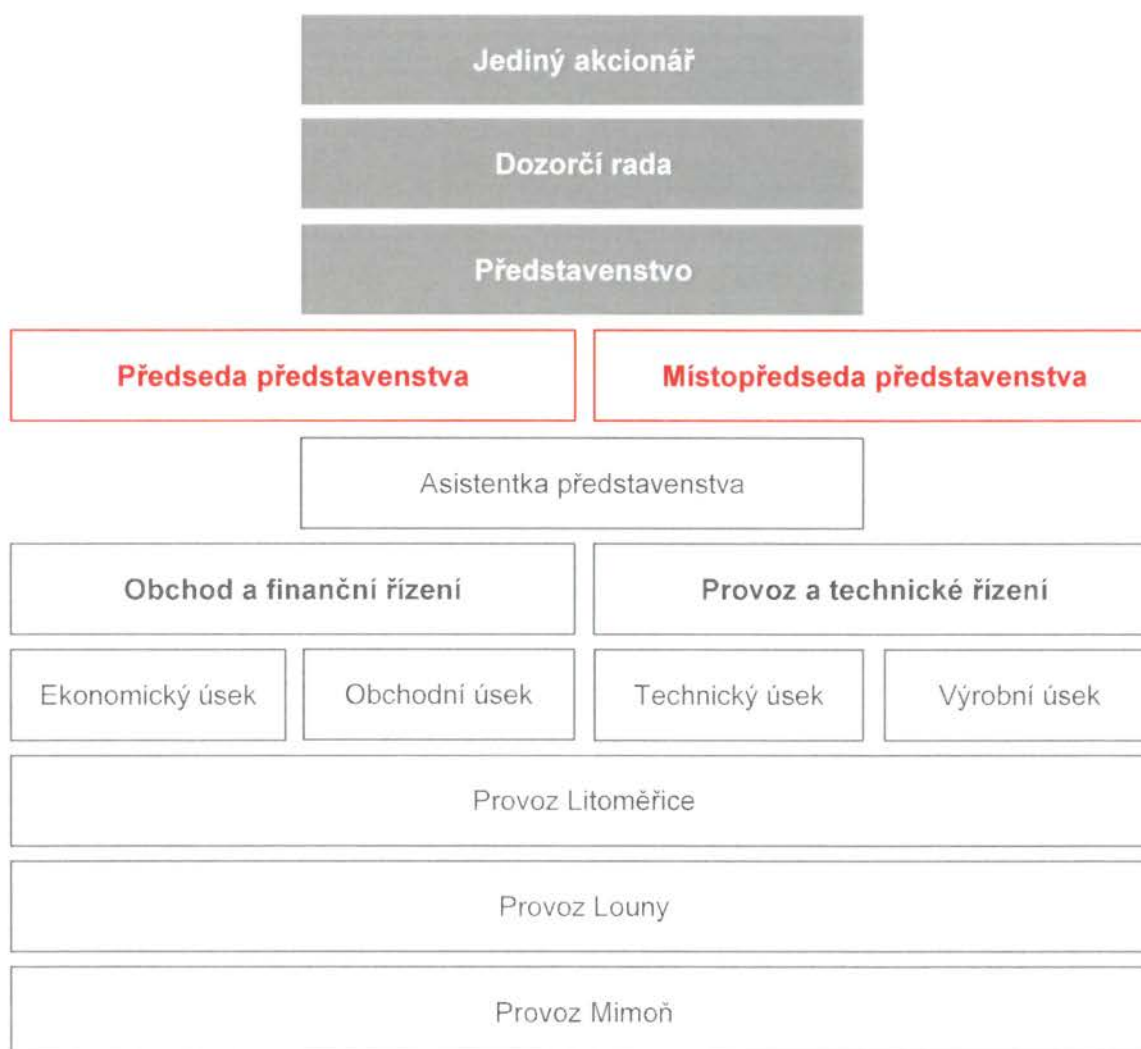 Jediný akcionář
Dozorčí rada
Představenstvo
Předseda představenstva
Místopředseda představenstva
Asistentka představenstva
Obchod a finanční řízení
Provoz a technické řízení
Ekonomický úsek
Obchodní úsek
Technický úsek
Výrobní úsek
Provoz Litoměřice
Provoz Louny
Provoz Mimoň